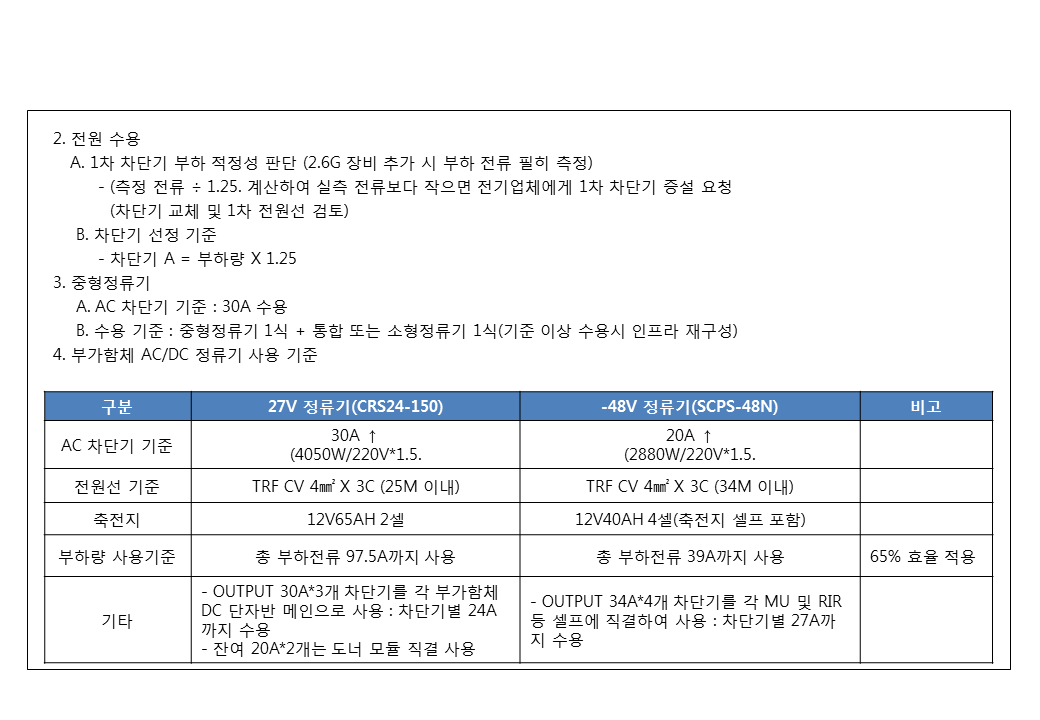 2. 전원 수용
A. 1차 차단기 부하 적정성 판단 (2.6G 장비 추가 시 부하 전류 필히 측정)
- (측정 전류 ÷ 1.25. 계산하여 실측 전류보다 작으면 전기업체에게 1차 차단기 증설 요청
(차단기 교체 및 1차 전원선 검토)
B. 차단기 선정 기준
- 차단기 A = 부하량 X 1.25
3. 중형정류기
A. AC 차단기 기준 : 30A 수용
B. 수용 기준 : 중형정류기 1식 + 통합 또는 소형정류기 1식(기준 이상 수용시 인프라 재구성)
4. 부가함체 AC/DC 정류기 사용 기준
구분 27V 정류기(CRS24-150) -48V 정류기(SCPS-48N) 비고
AC 차단기 기준 30A ↑ 20A ↑
(4050W/220V*1.5. (2880W/220V*1.5.
전원선 기준 TRF CV 4㎟ X 3C (25M 이내) TRF CV 4㎟ X 3C (34M 이내)
축전지 12V65AH 2셀 12V40AH 4셀(축전지 셀프 포함)
부하량 사용기준 총 부하전류 97.5A까지 사용 총 부하전류 39A까지 사용 65% 효율 적용
기타
- OUTPUT 30A*3개 차단기를 각 부가함체
DC 단자반 메인으로 사용 : 차단기별 24A
까지 수용
- 잔여 20A*2개는 도너 모듈 직결 사용
- OUTPUT 34A*4개 차단기를 각 MU 및 RIR
등 셀프에 직결하여 사용 : 차단기별 27A까
지 수용